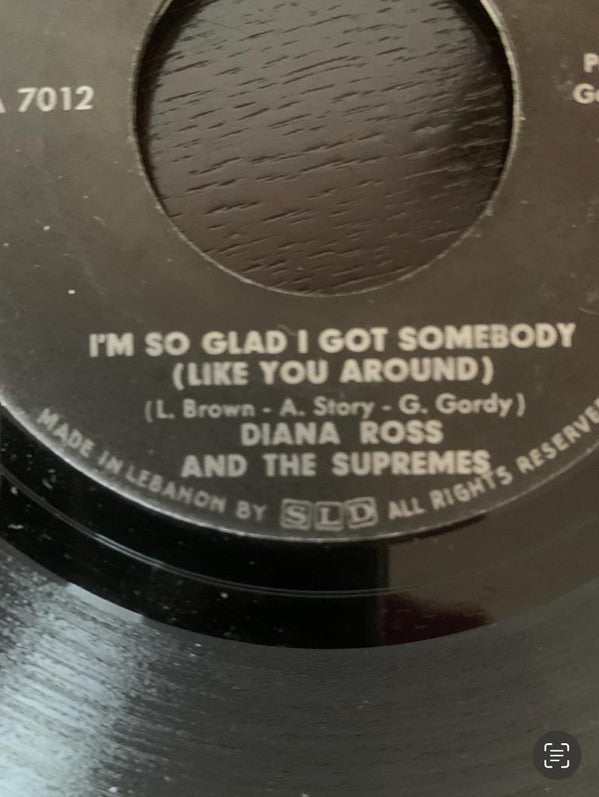 7012
I'M SO GLAD I GOT SOMEBODY
(LIKE YOU AROUND)
(L. Brown - A. Story - G. Gordy)
DIANA ROSS
AND THE SUPREMES
MADE IN LEBANON BY SLD ALL RIGHTS RESERVE